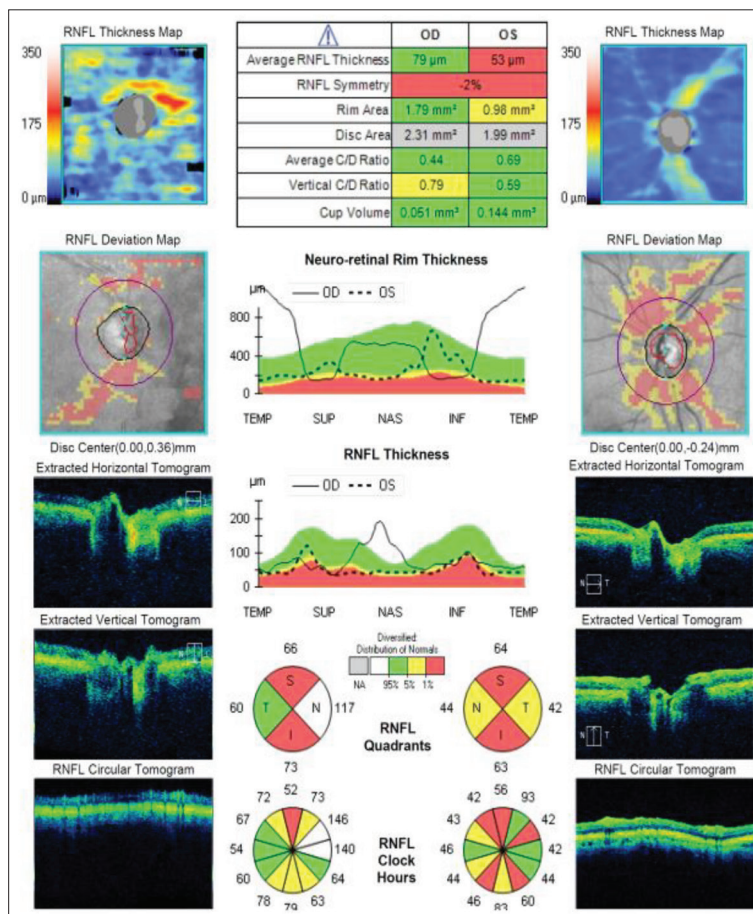 RNFL Thickness Map
350
175
0 µm
OD OS
Average RNFL Thickness 79 µm 53 µm
RNFL Symmetry -2%
Rim Area 1.79 mm² 0.98 mm²
Disc Area 2.31 mm² 1.99 mm²
Average C/D Ratio 0.44 0.69
Vertical C/D Ratio 0.79 0.59
Cup Volume 0.051 mm³ 0.144 mm³
RNFL Thickness Map
350
175
0 µm
RNFL Deviation Map
Disc Center(0.00,0.36)mm
Neuro-retinal Rim Thickness
µm
OD OS
800
400
0
TEMP SUP NAS INF TEMP
RNFL Deviation Map
Disc Center(0.00,-0.24)mm
Extracted Horizontal Tomogram
RNFL Thickness
µm
OD OS
200
100
0
TEMP SUP NAS INF TEMP
Extracted Horizontal Tomogram
N T
Extracted Vertical Tomogram
Extracted Vertical Tomogram
N T
Diversified:
Distribution of Normals
NA 95% 5% 1%
RNFL
Quadrants
66
S
60 T N 117
I
73
64
S
44 N T 42
I
63
RNFL Circular Tomogram
RNFL Circular Tomogram
RNFL
Clock
Hours
52
72 73
67 146
54 140
60 64
78 63
79
56
42 93
43 42
46 42
44 44
46 60
83